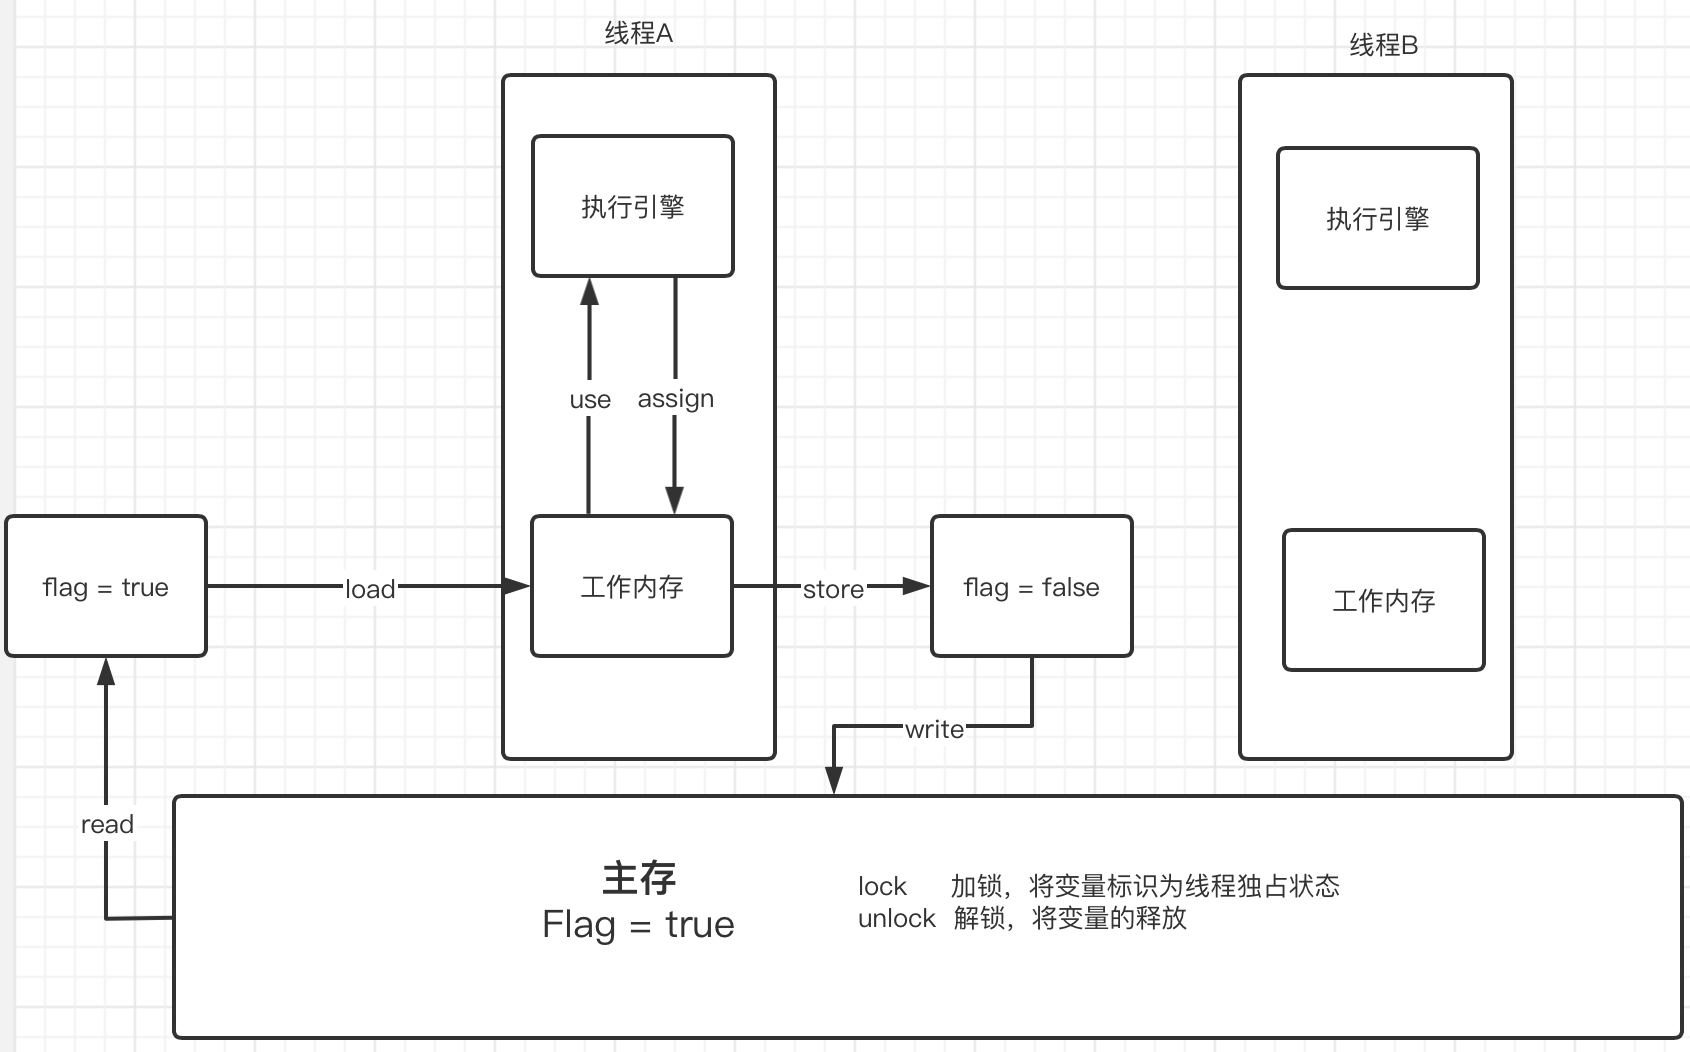 线程A
线程B
执行引擎
执行引擎
use
assign
flag = true
load
工作内存
store
flag = false
工作内存
write
read
主存
Flag = true
lock 加锁，将变量标识为线程独占状态
unlock 解锁，将变量的释放